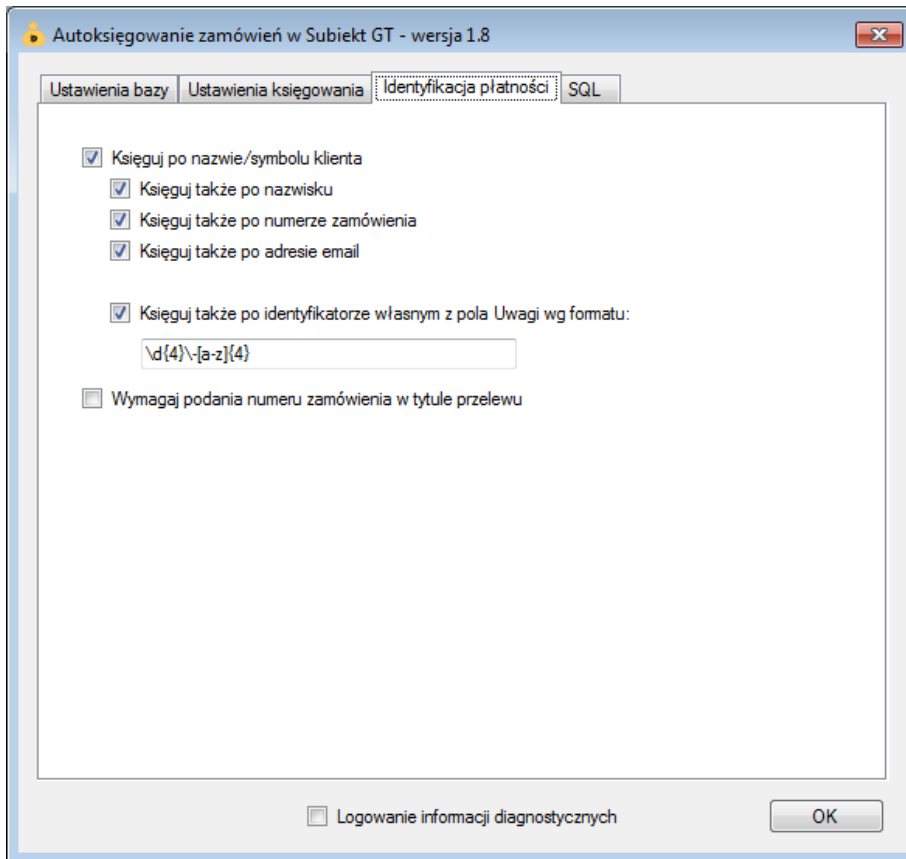 Autoksięgowanie zamówień w Subiekt GT - wersja 1.8
Ustawienia bazy Ustawienia księgowania Identyfikacja płatności SQL
Księguj po nazwie/symbolu klienta
Księguj także po nazwisku
Księguj także po numerze zamówienia
Księguj także po adresie email
Księguj także po identyfikatorze własnym z pola Uwagi wg formatu:
\d{4}\-[a-z]{4}
Wymagaj podania numeru zamówienia w tytule przelewu
Logowanie informacji diagnostycznych OK